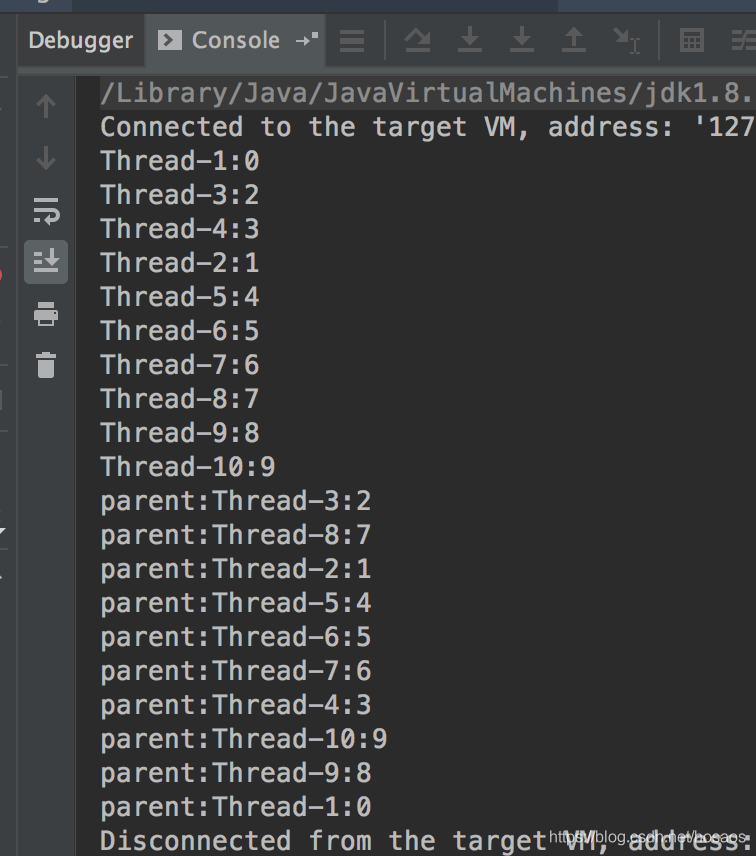 Debugger Console
/Library/Java/JavaVirtualMachines/jdk1.8.
Connected to the target VM, address: '127
Thread-1:0
Thread-3:2
Thread-4:3
Thread-2:1
Thread-5:4
Thread-6:5
Thread-7:6
Thread-8:7
Thread-9:8
Thread-10:9
parent:Thread-3:2
parent:Thread-8:7
parent:Thread-2:1
parent:Thread-5:4
parent:Thread-6:5
parent:Thread-7:6
parent:Thread-4:3
parent:Thread-10:9
parent:Thread-9:8
parent:Thread-1:0
Disconnected from the target VM, address:
https://blog.csdn.net/hosaos